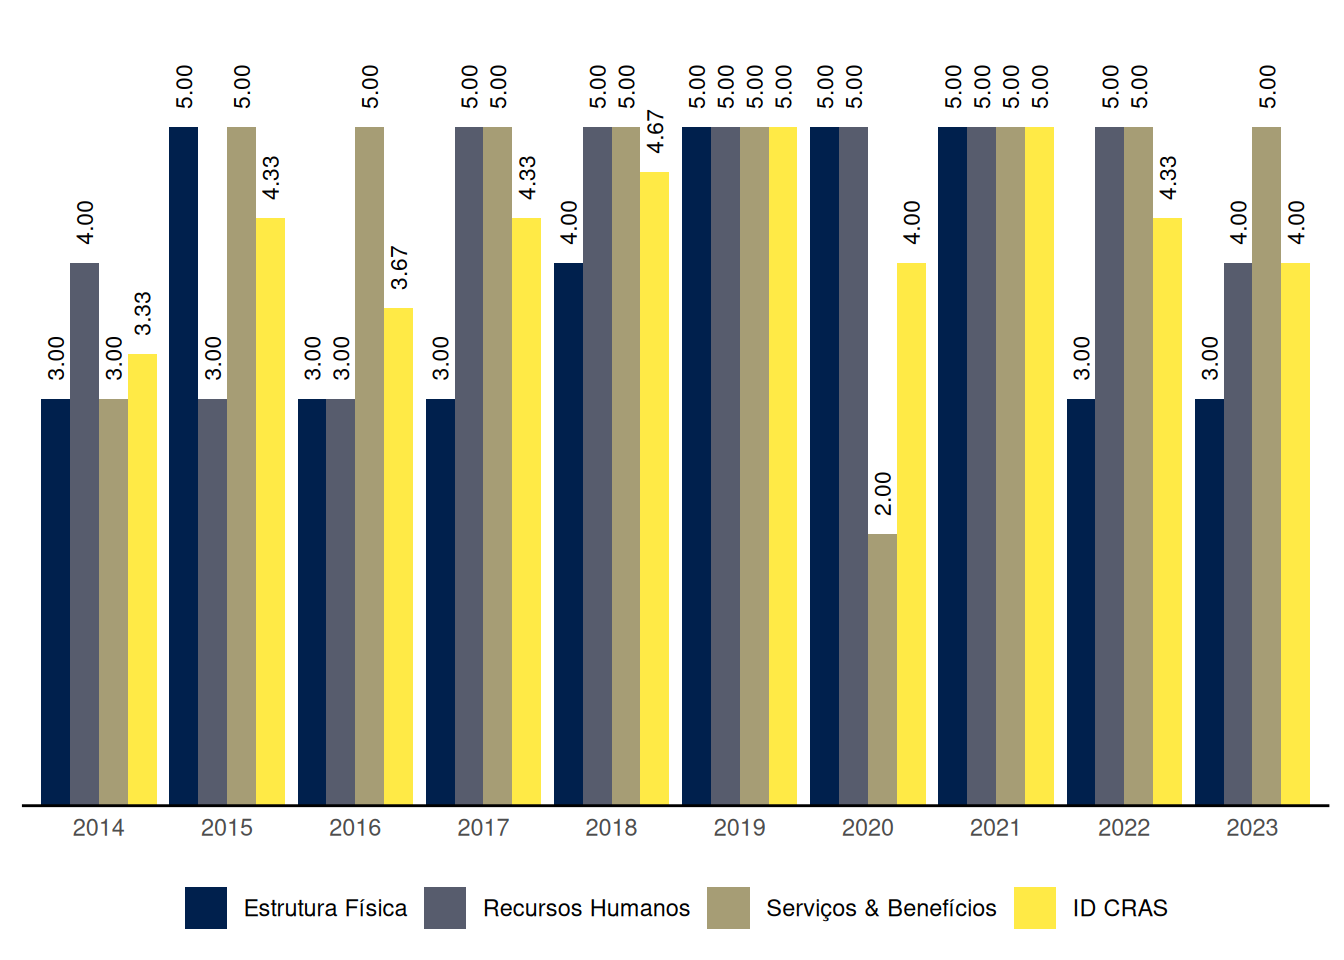 3.00 4.00 3.00 3.33
5.00 3.00 5.00 4.33
3.00 3.00 5.00 3.67
3.00 5.00 5.00 4.33
4.00 5.00 5.00 4.67
5.00 5.00 5.00 5.00
5.00 5.00 2.00 4.00
5.00 5.00 5.00 5.00
3.00 5.00 5.00 4.33
3.00 4.00 5.00 4.00
2014 2015 2016 2017 2018 2019 2020 2021 2022 2023
Estrutura Física Recursos Humanos Serviços & Benefícios ID CRAS